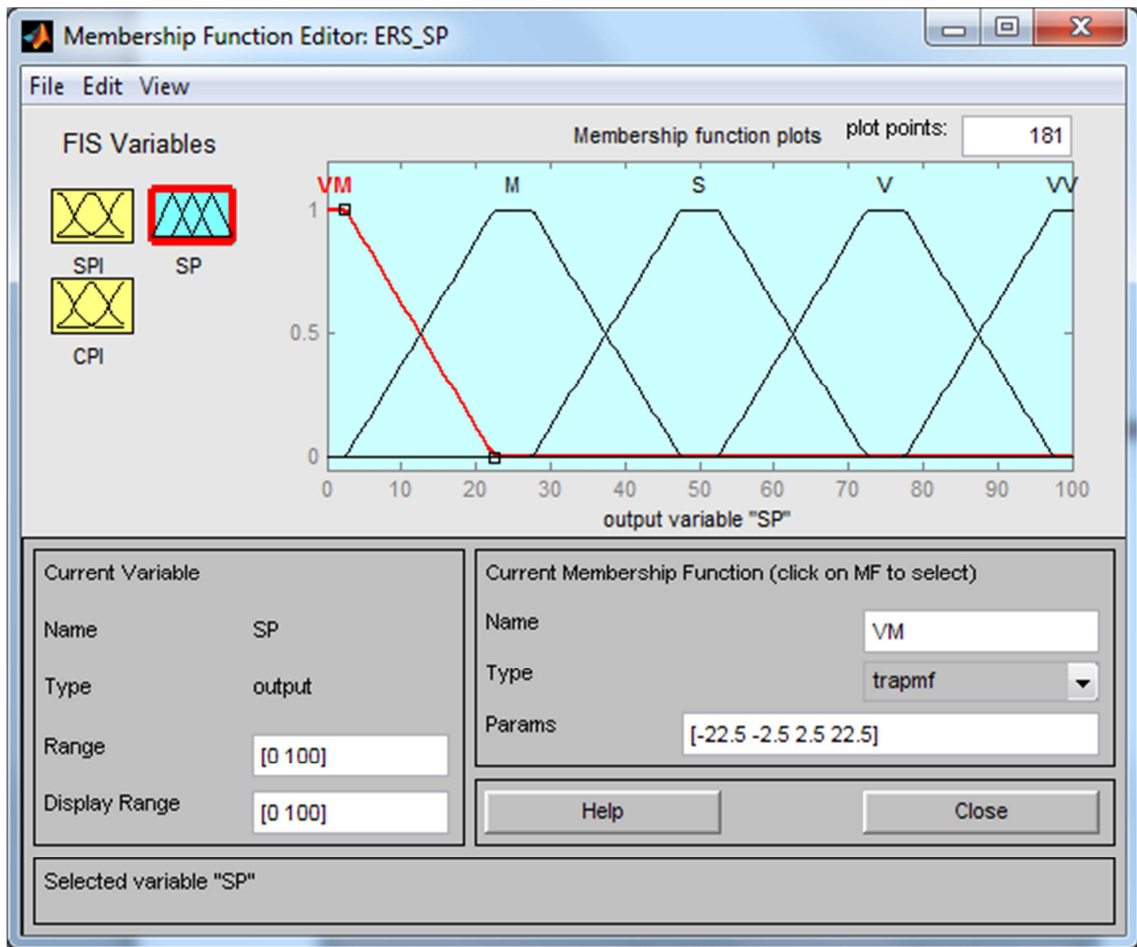 Membership Function Editor: ERS_SP
File Edit View
FIS Variables
Membership function plots plot points: 181
SPI SP
CPI
VM M S V VV
1
0.5
0
0 10 20 30 40 50 60 70 80 90 100
output variable "SP"
Current Variable
Name SP
Type output
Range [0 100]
Display Range [0 100]
Current Membership Function (click on MF to select)
Name VM
Type trapmf
Params [-22.5 -2.5 2.5 22.5]
Help Close
Selected variable "SP"